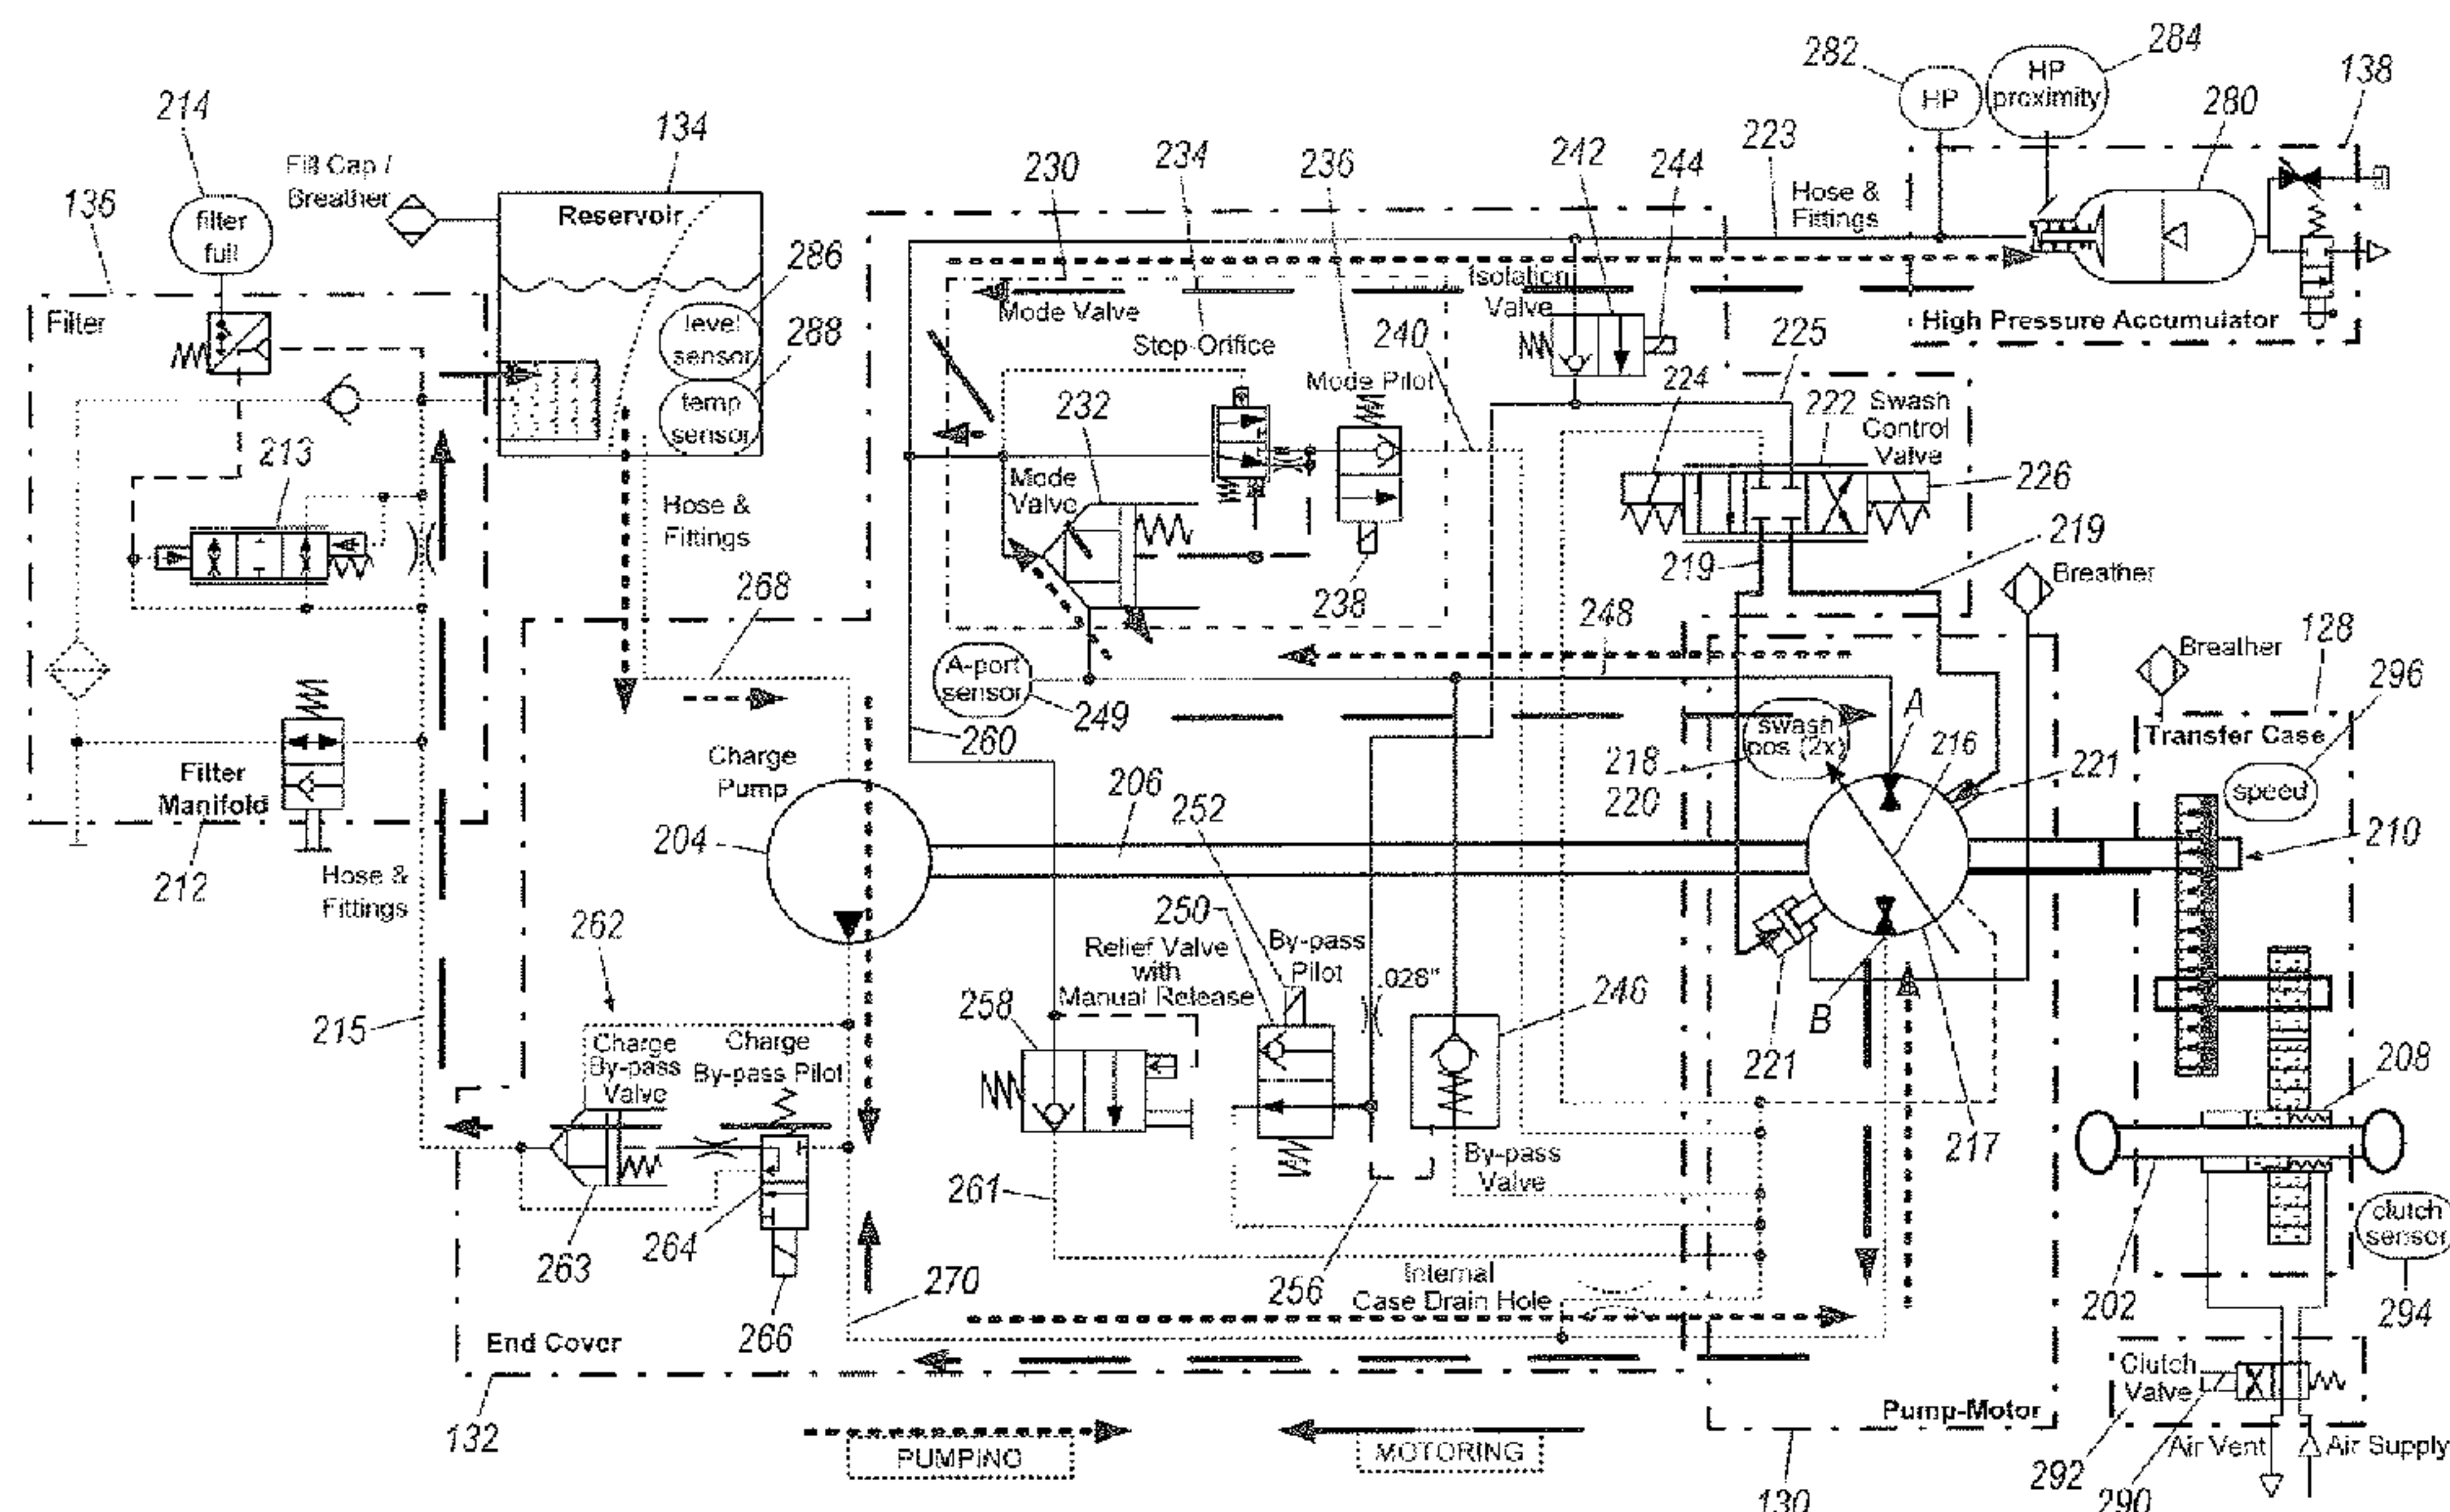 282
HP
284
HP
proximity
138
280
214
134
Fill Cap /
Breather
136
filter
full
Reservoir
230
234
236
242
244
223
Hose &
Fittings
286
288
level
sensor
temp
sensor
Filter
Mode Valve
Stop Orifice
Isolation
Valve
High Pressure Accumulator
240
225
Mode Pilot
224
222
Swash
Control
Valve
232
Mode
Valve
213
226
Hose &
Fittings
219
219
Breather
268
238
248
128
Breather
296
A-port
sensor
249
A
swash
pos (2x)
216
Transfer Case
speed
260
Charge
Pump
218
220
221
Filter
Manifold
212
206
252
204
210
Hose &
Fittings
262
250
By-pass
Pilot
Relief Valve
with
Manual Release
.028"
258
246
B
215
Charge
By-pass
Valve
Charge
By-pass Pilot
221
217
208
By-pass
Valve
261
263
264
256
Internal
Case Drain Hole
270
clutch
sensor
202
294
266
End Cover
132
Clutch
Valve
Pump-Motor
PUMPING
MOTORING
Air Vent
Air Supply
292
290
130